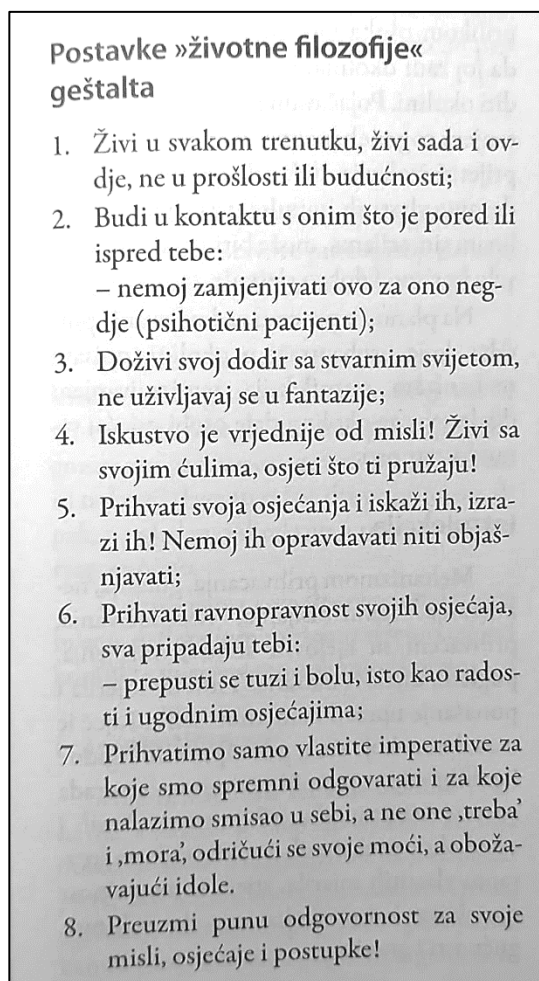 Postavke »životne filozofije«
geštalta
1. Živi u svakom trenutku, živi sada i ov-
dje, ne u prošlosti ili budućnosti;
2. Budi u kontaktu s onim što je pored ili
ispred tebe:
– nemoj zamjenjivati ovo za ono neg-
dje (psihotični pacijenti);
3. Doživi svoj dodir sa stvarnim svijetom,
ne uživljavaj se u fantazije;
4. Iskustvo je vrjednije od misli! Živi sa
svojim ćulima, osjeti što ti pružaju!
5. Prihvati svoja osjećanja i iskaži ih, izra-
zi ih! Nemoj ih opravdavati niti objaš-
njavati;
6. Prihvati ravnopravnost svojih osjećaja,
sva pripadaju tebi:
– prepusti se tuzi i bolu, isto kao rados-
ti i ugodnim osjećajima;
7. Prihvatimo samo vlastite imperative za
koje smo spremni odgovarati i za koje
nalazimo smisao u sebi, a ne one ‚treba’
i ‚mora’, odričući se svoje moći, a oboža-
vajući idole.
8. Preuzmi punu odgovornost za svoje
misli, osjećaje i postupke!